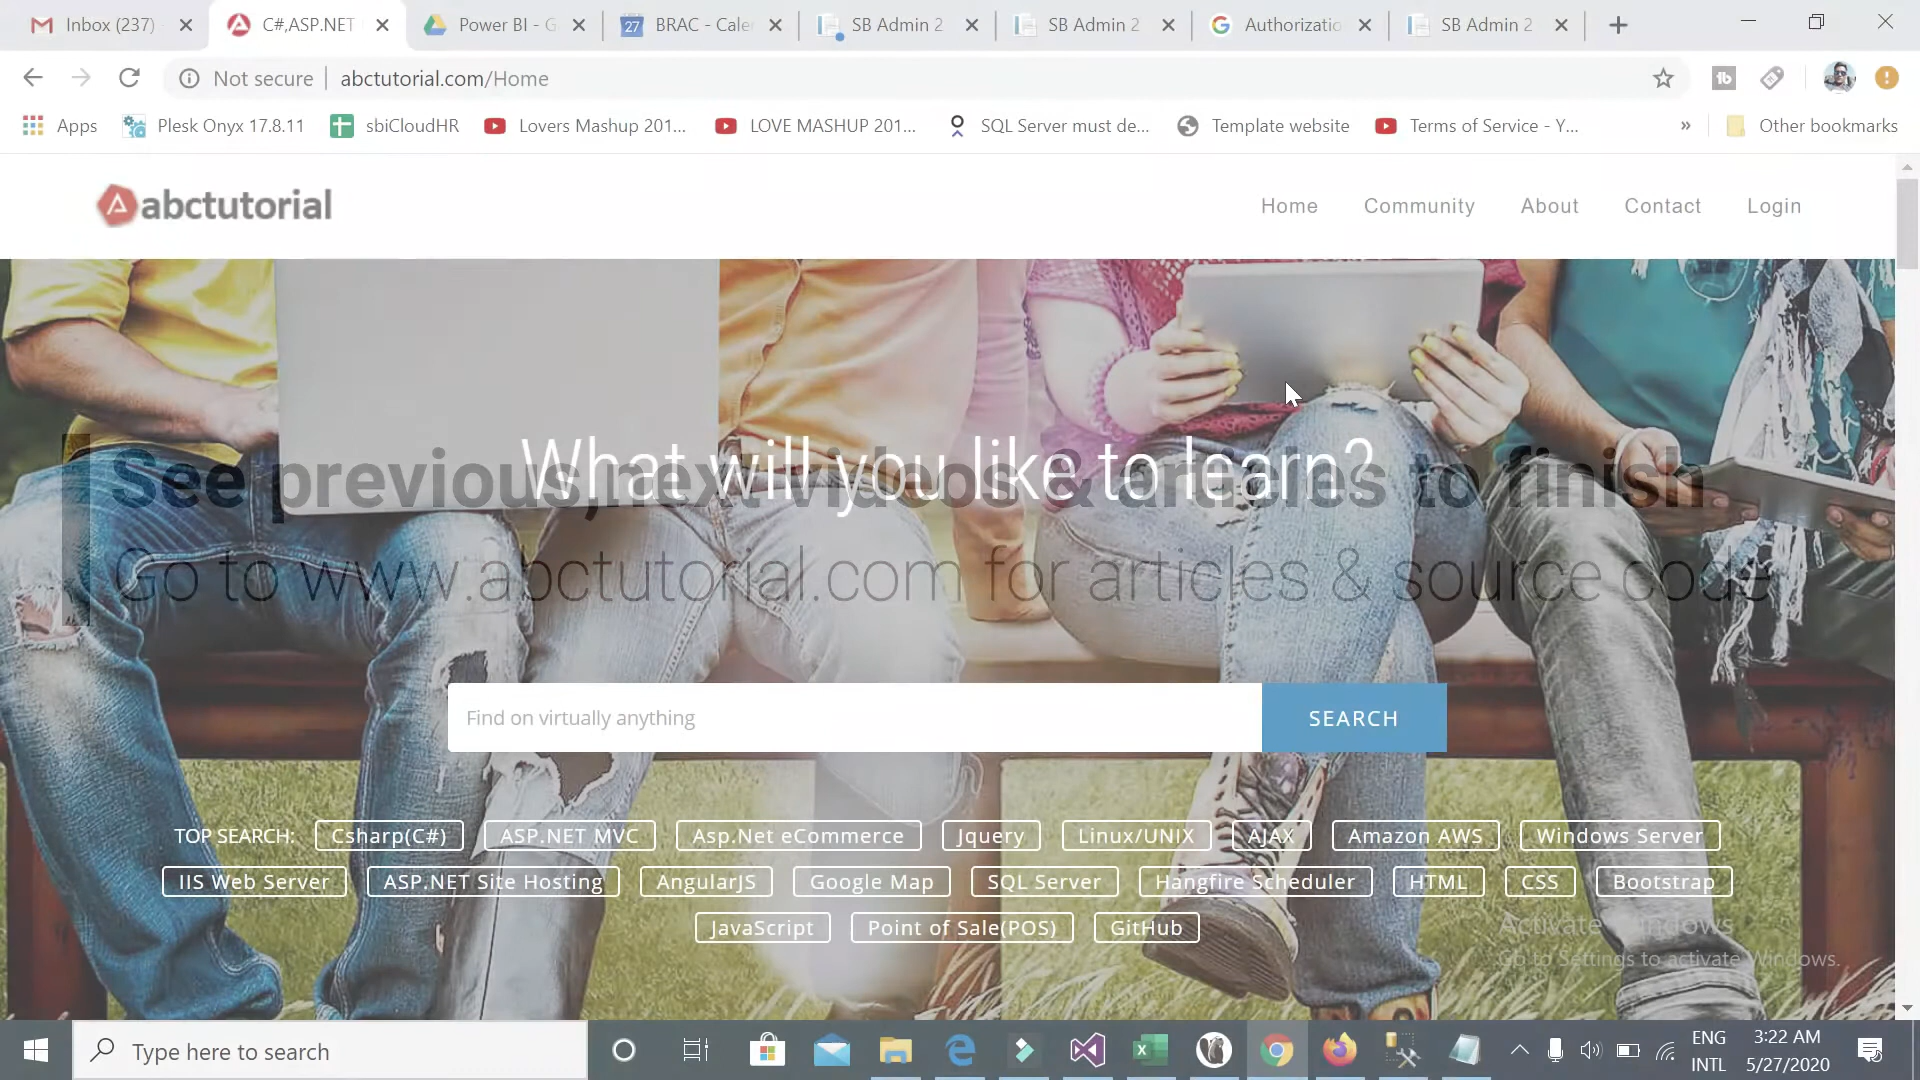 Inbox (237)
C#,ASP.NET
Power BI - G
27
BRAC - Cale
SB Admin 2
SB Admin 2
Authorizatio
SB Admin 2
Not secure
abctutorial.com/Home
Apps
Plesk Onyx 17.8.11
sbiCloudHR
Lovers Mashup 201...
LOVE MASHUP 201...
SQL Server must de...
Template website
Terms of Service - Y...
»
Other bookmarks
abctutorial
Home
Community
About
Contact
Login
What will you like to learn?
See previous,next videos & articles to finish
Go to www.abctutorial.com for articles & source code
Find on virtually anything
SEARCH
TOP SEARCH:
Csharp(C#)
ASP.NET MVC
Asp.Net eCommerce
Jquery
Linux/UNIX
AJAX
Amazon AWS
Windows Server
IIS Web Server
ASP.NET Site Hosting
AngularJS
Google Map
SQL Server
Hangfire Scheduler
HTML
CSS
Bootstrap
JavaScript
Point of Sale(POS)
GitHub
Activate Windows
Go to Settings to activate Windows.
Type here to search
ENG
INTL
3:22 AM
5/27/2020